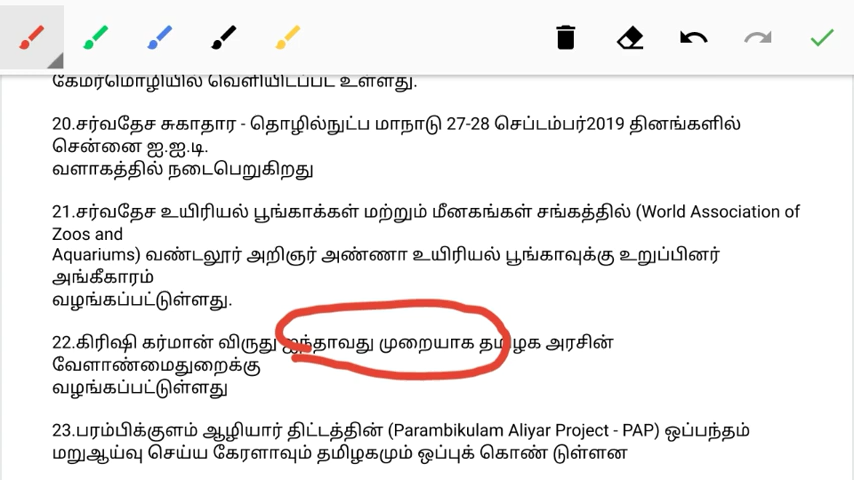 கேமரமொழியில் வெளியிடப்பட உள்ளது.
20.சர்வதேச சுகாதார - தொழில்நுட்ப மாநாடு 27-28 செப்டம்பர்2019 தினங்களில்
சென்னை ஐ.ஐ.டி.
வளாகத்தில் நடைபெறுகிறது
21.சர்வதேச உயிரியல் பூங்காக்கள் மற்றும் மீனகங்கள் சங்கத்தில் (World Association of
Zoos and
Aquariums) வண்டலூர் அறிஞர் அண்ணா உயிரியல் பூங்காவுக்கு உறுப்பினர்
அங்கீகாரம்
வழங்கப்பட்டுள்ளது.
22.கிரிஷி கர்மான் விருது ஐந்தாவது முறையாக தமிழக அரசின்
வேளாண்மைதுறைக்கு
வழங்கப்பட்டுள்ளது
23.பரம்பிக்குளம் ஆழியார் திட்டத்தின் (Parambikulam Aliyar Project - PAP) ஒப்பந்தம்
மறுஆய்வு செய்ய கேரளாவும் தமிழகமும் ஒப்புக் கொண் டுள்ளன